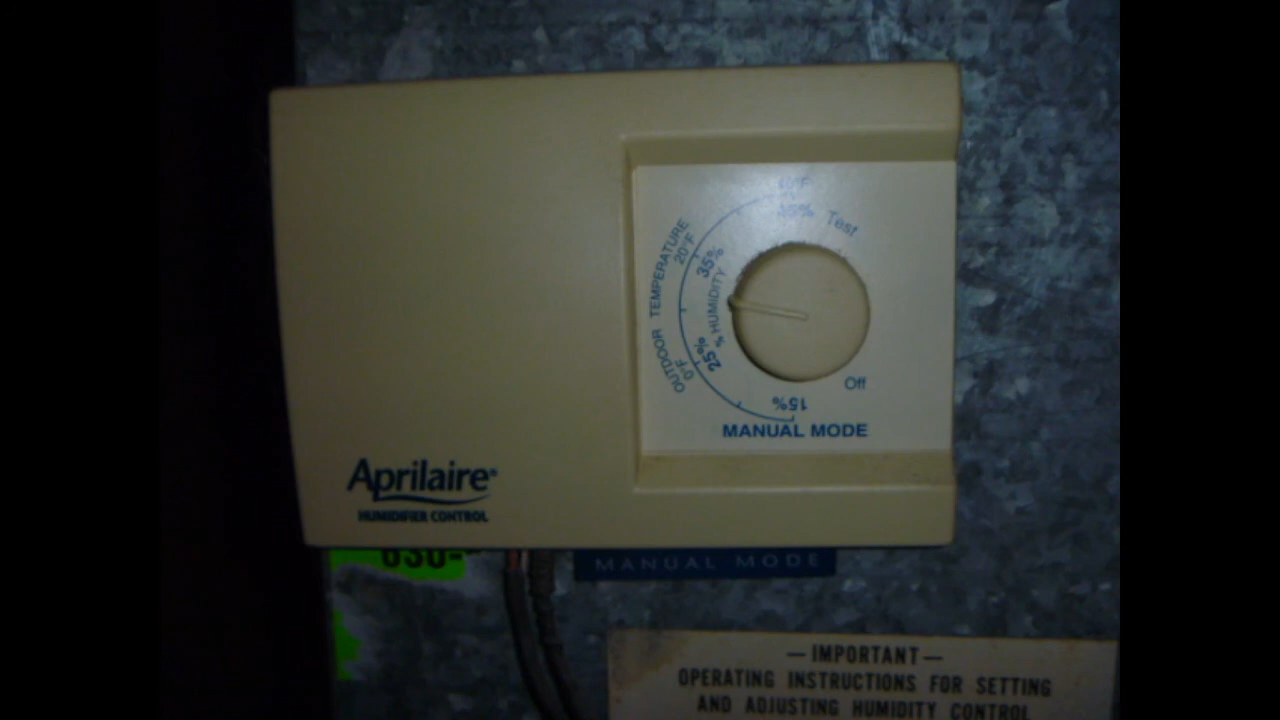 Test
20°F
35%
OUTDOOR TEMPERATURE
% HUMIDITY
25%
0°F
Off
15%
MANUAL MODE
Aprilaire®
HUMIDIFIER CONTROL
MANUAL MODE
—IMPORTANT—
OPERATING INSTRUCTIONS FOR SETTING
AND ADJUSTING HUMIDITY CONTROL